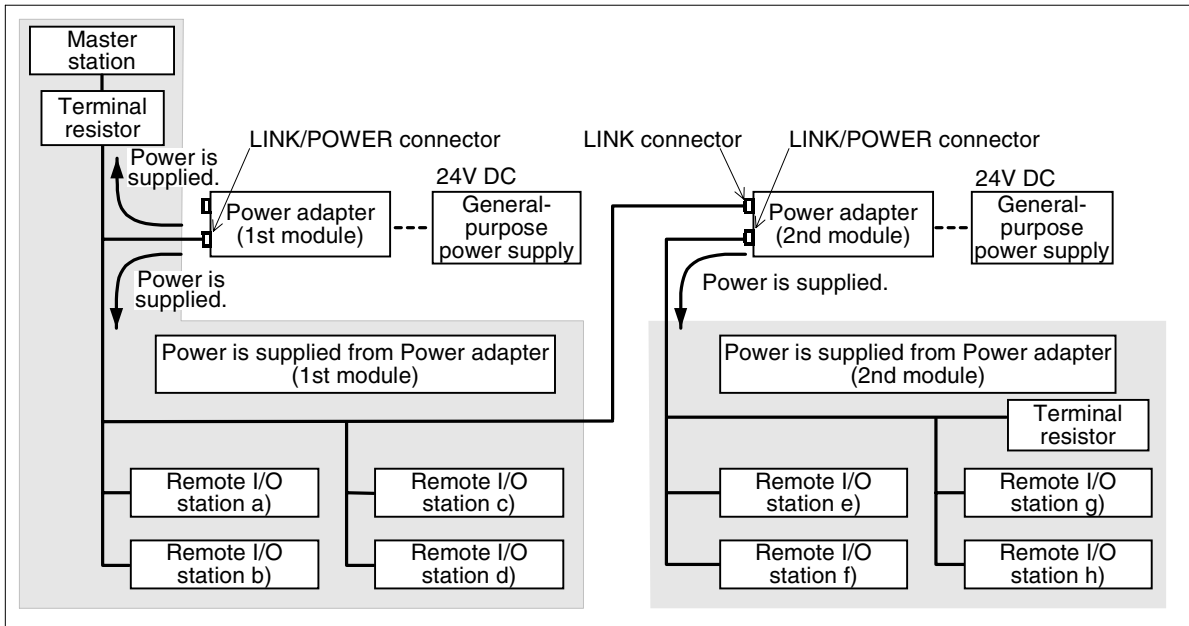 Master
station
Terminal
resistor
LINK/POWER connector
LINK connector
LINK/POWER connector
Power is
supplied.
24V DC
24V DC
Power adapter
(1st module)
General-
purpose
power supply
Power adapter
(2nd module)
General-
purpose
power supply
Power is
supplied.
Power is supplied.
Power is supplied from Power adapter
(1st module)
Power is supplied from Power adapter
(2nd module)
Terminal
resistor
Remote I/O
station a)
Remote I/O
station c)
Remote I/O
station e)
Remote I/O
station g)
Remote I/O
station b)
Remote I/O
station d)
Remote I/O
station f)
Remote I/O
station h)